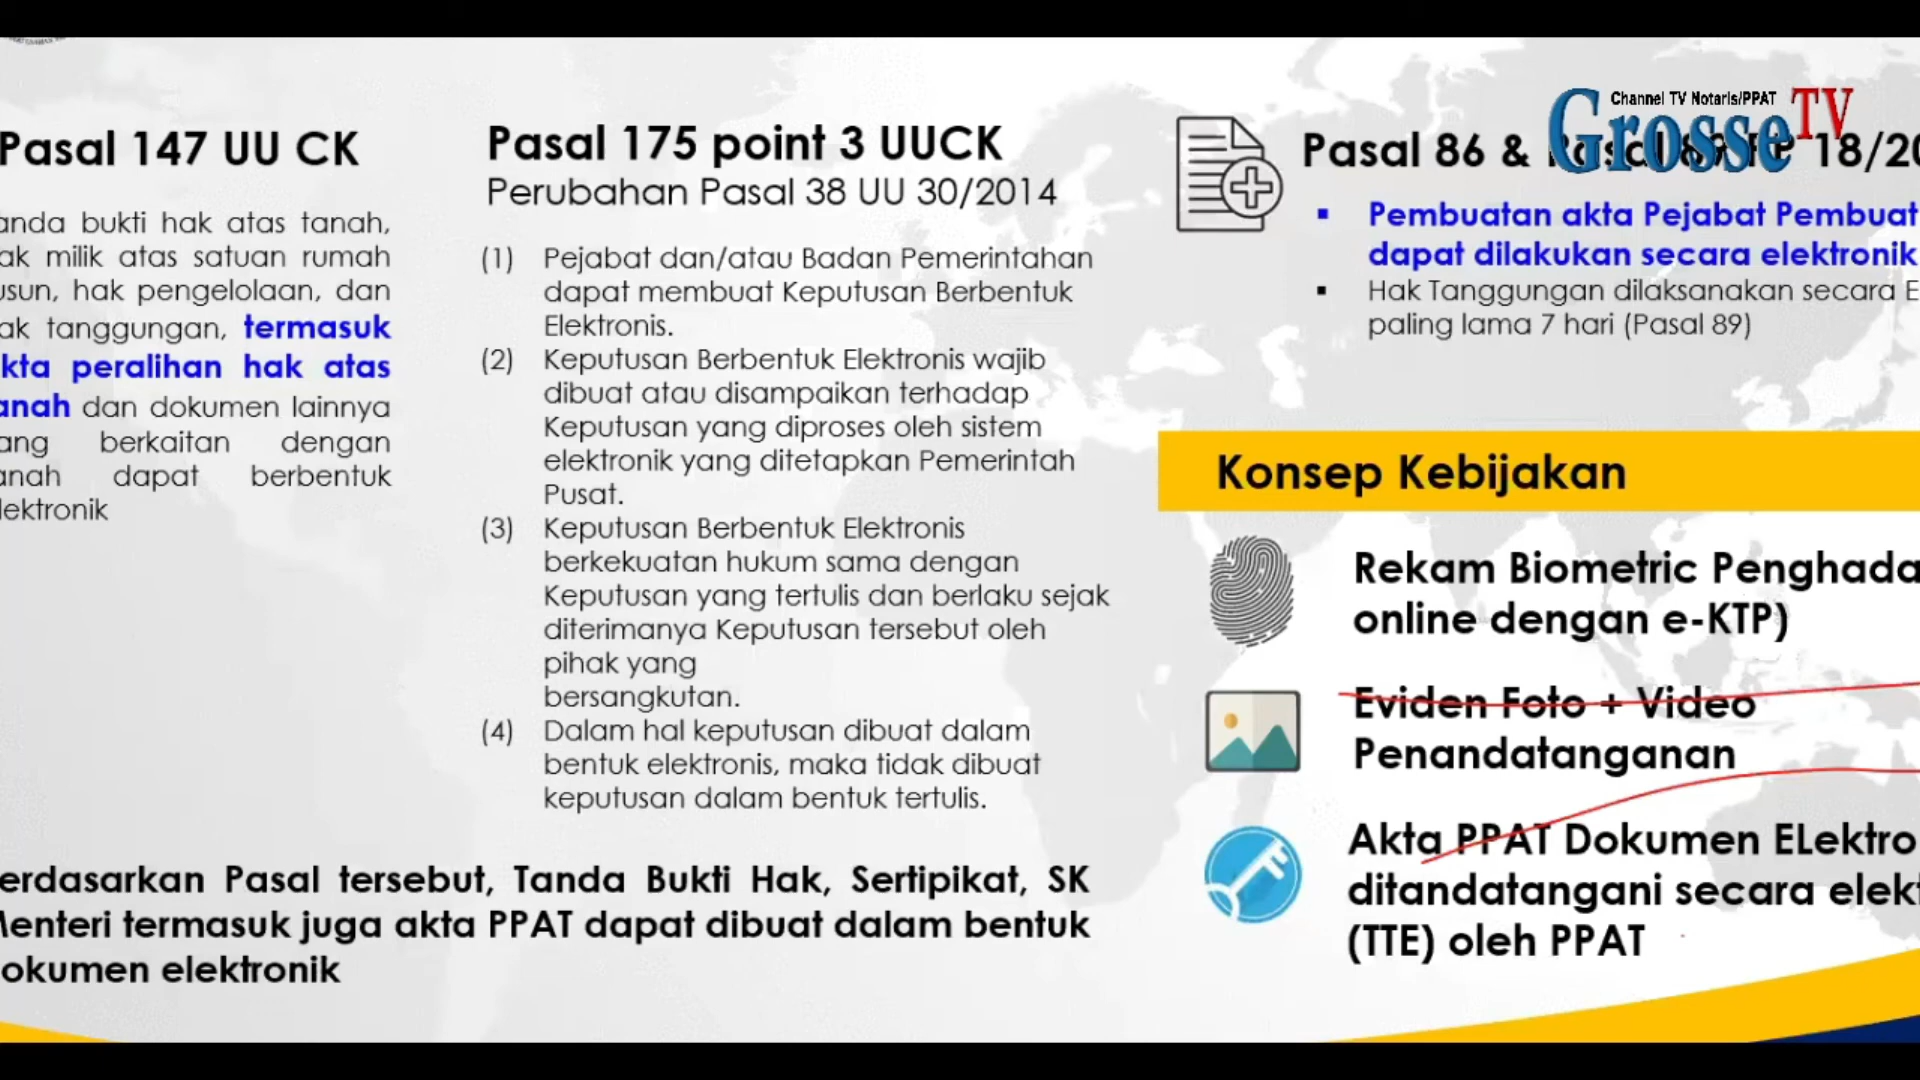 Pasal 147 UU CK
anda bukti hak atas tanah,
ak milik atas satuan rumah
usun, hak pengelolaan, dan
ak tanggungan, termasuk
kta peralihan hak atas
anah dan dokumen lainnya
ang berkaitan dengan
anah dapat berbentuk
lektronik
Pasal 175 point 3 UUCK
Perubahan Pasal 38 UU 30/2014
(1) Pejabat dan/atau Badan Pemerintahan
dapat membuat Keputusan Berbentuk
Elektronis.
(2) Keputusan Berbentuk Elektronis wajib
dibuat atau disampaikan terhadap
Keputusan yang diproses oleh sistem
elektronik yang ditetapkan Pemerintah
Pusat.
(3) Keputusan Berbentuk Elektronis
berkekuatan hukum sama dengan
Keputusan yang tertulis dan berlaku sejak
diterimanya Keputusan tersebut oleh
pihak yang
bersangkutan.
(4) Dalam hal keputusan dibuat dalam
bentuk elektronis, maka tidak dibuat
keputusan dalam bentuk tertulis.
erdasarkan Pasal tersebut, Tanda Bukti Hak, Sertipikat, SK
Menteri termasuk juga akta PPAT dapat dibuat dalam bentuk
okumen elektronik
Channel TV Notaris/PPAT
Grosse TV
Pasal 86 & Pasal 89 PP 18/20
Pembuatan akta Pejabat Pembuat
dapat dilakukan secara elektronik
Hak Tanggungan dilaksanakan secara E
paling lama 7 hari (Pasal 89)
Konsep Kebijakan
Rekam Biometric Penghada
online dengan e-KTP)
Eviden Foto + Video
Penandatanganan
Akta PPAT Dokumen ELektro
ditandatangani secara elekt
(TTE) oleh PPAT